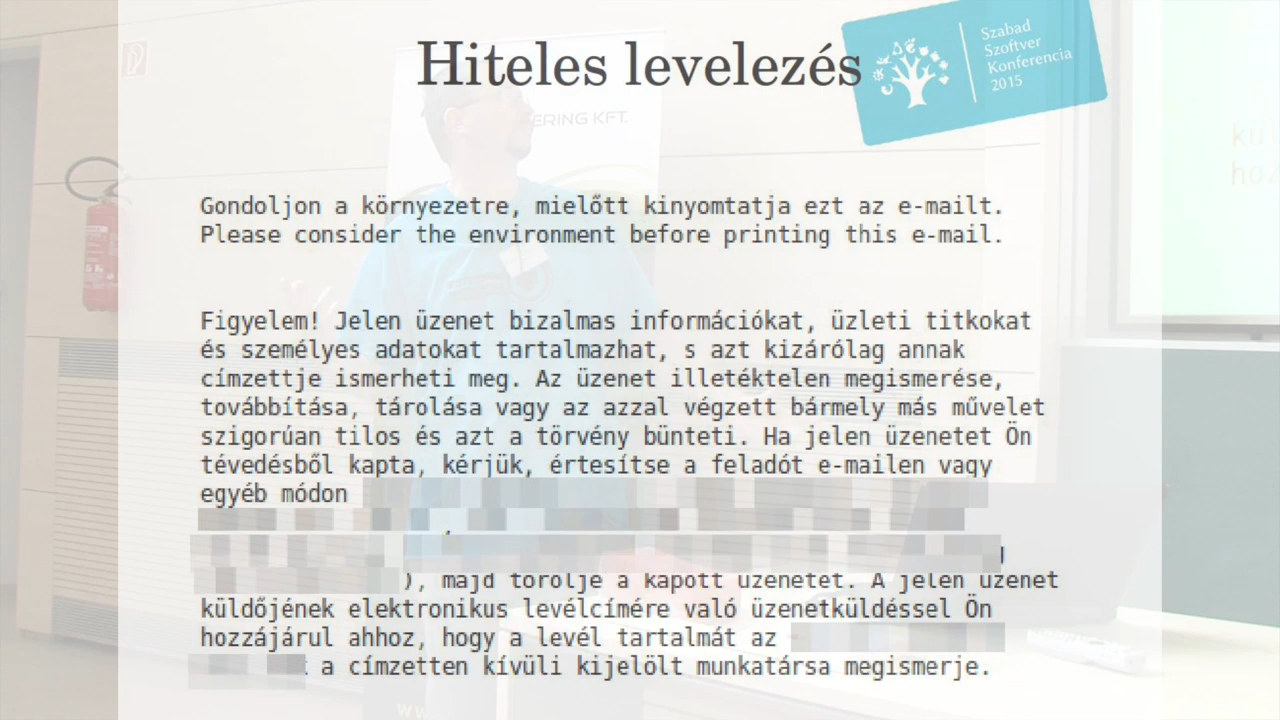 Hiteles levelezés
Szabad
Szoftver
Konferencia
2015
ERING KFT.
kül
hoz
Gondoljon a környezetre, mielőtt kinyomtatja ezt az e-mailt.
Please consider the environment before printing this e-mail.
Figyelem! Jelen üzenet bizalmas információkat, üzleti titkokat
és személyes adatokat tartalmazhat, s azt kizárólag annak
címzettje ismerheti meg. Az üzenet illetéktelen megismerése,
továbbítása, tárolása vagy az azzal végzett bármely más művelet
szigorúan tilos és azt a törvény bünteti. Ha jelen üzenetet Ön
tévedésből kapta, kérjük, értesítse a feladót e-mailen vagy
egyéb módon
), majd törölje a kapott üzenetet. A jelen üzenet
küldőjének elektronikus levélcímére való üzenetküldéssel Ön
hozzájárul ahhoz, hogy a levél tartalmát az
a címzetten kívüli kijelölt munkatársa megismerje.